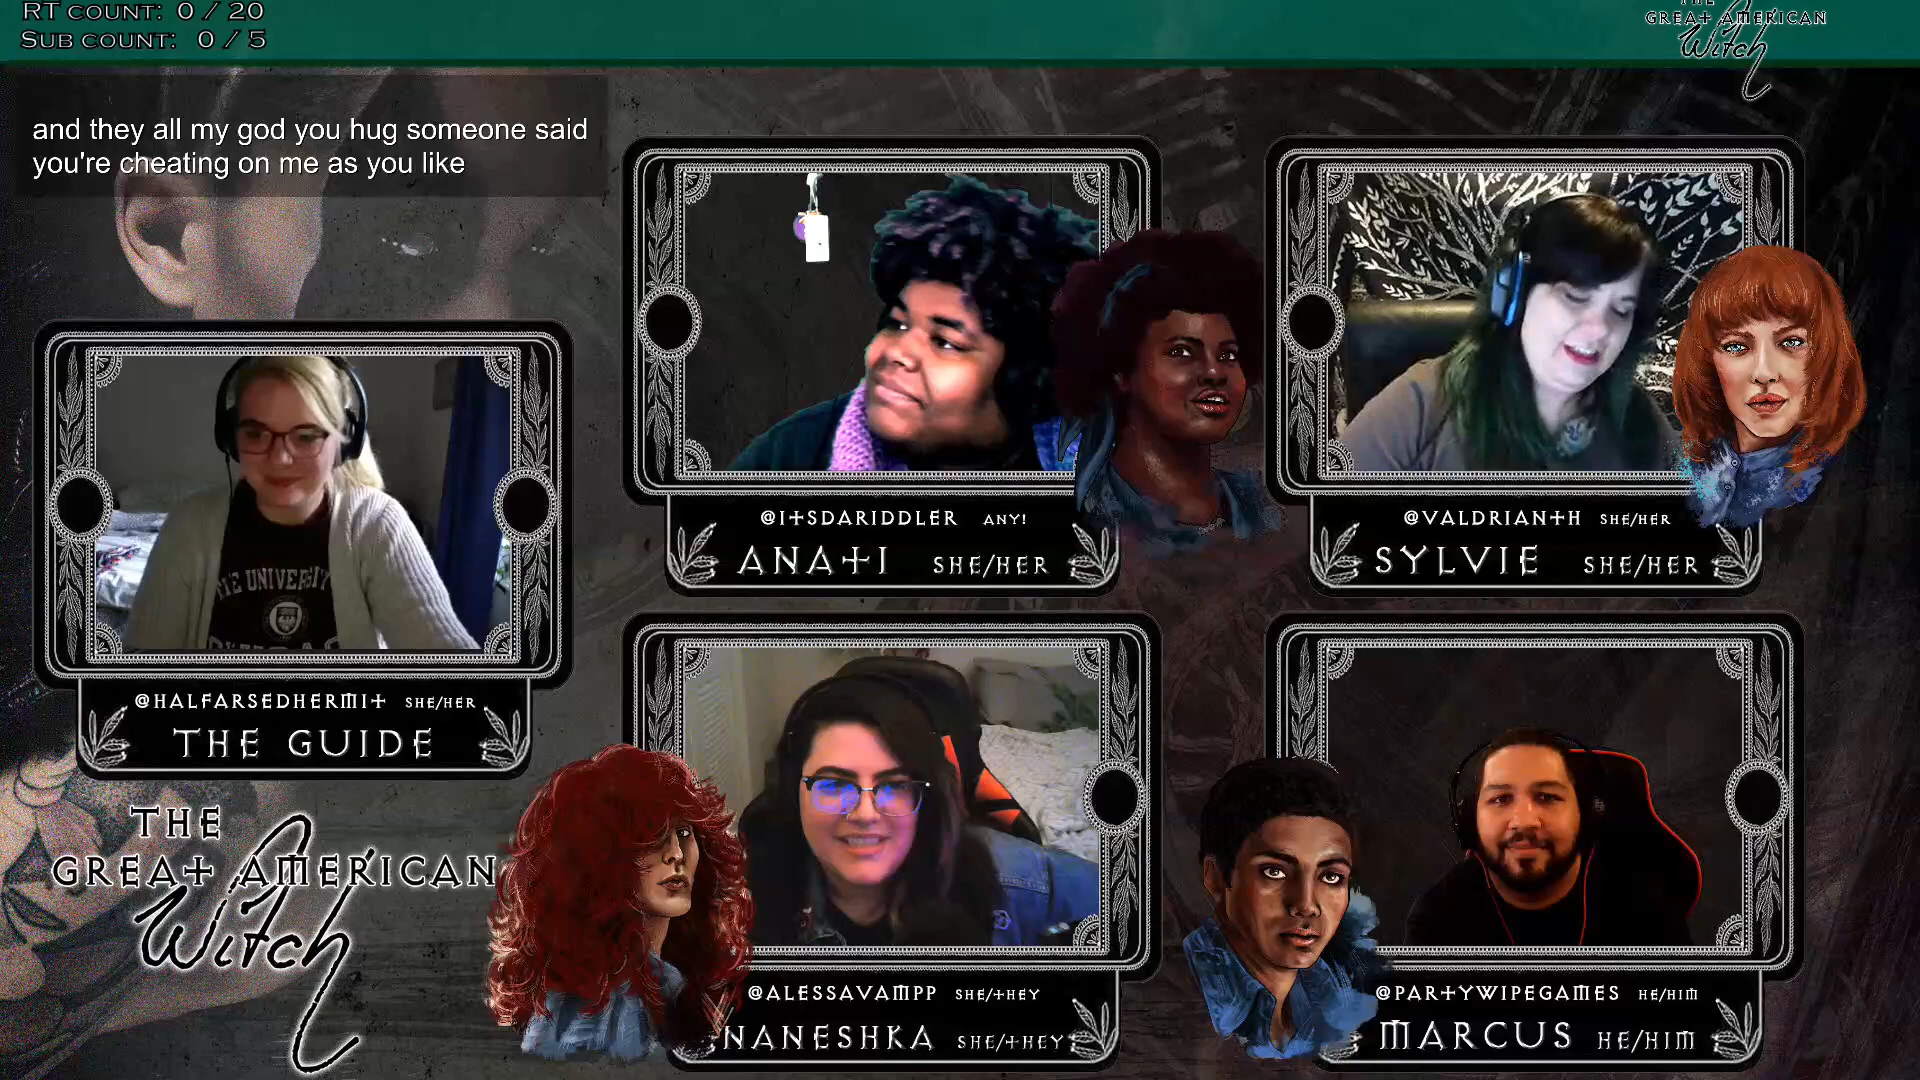 RT COUNT: 0 / 20
SUB COUNT: 0 / 5
THE
GREAT AMERICAN
Witch
and they all my god you hug someone said
you're cheating on me as you like
@ITSDARIDDLER ANY!
ANATI SHE/HER
@VALDRIANTH SHE/HER
SYLVIE SHE/HER
THE UNIVERSITY
@HALFARSEDHERMIT SHE/HER
THE GUIDE
THE
GREAT AMERICAN
Witch
@ALESSAVAMPP SHE/THEY
NANESHKA SHE/THEY
@PARTYWIPEGAMES HE/HIM
MARCUS HE/HIM